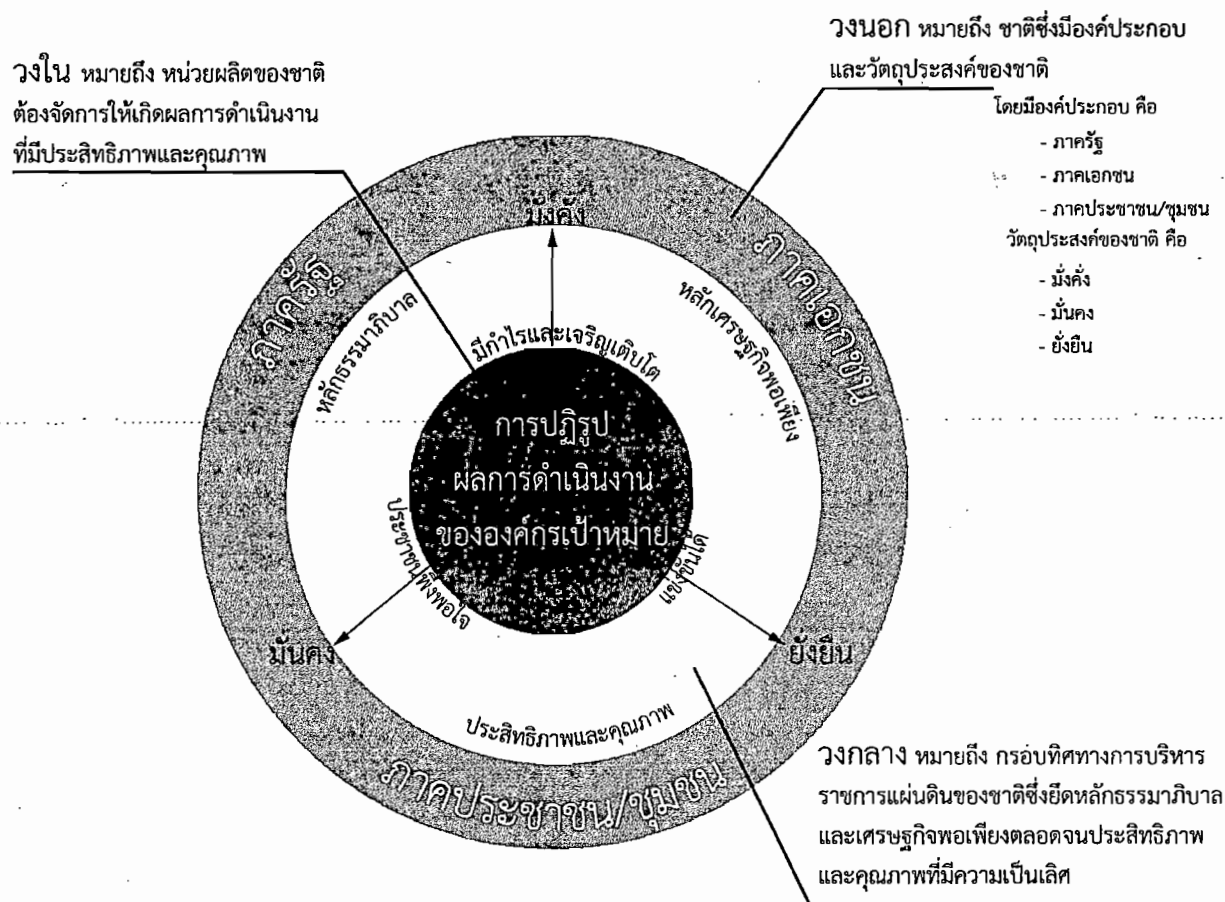 วงใน หมายถึง หน่วยผลิตของชาติ
ต้องจัดการให้เกิดผลการดำเนินงาน
ที่มีประสิทธิภาพและคุณภาพ
วงนอก หมายถึง ชาติซึ่งมีองค์ประกอบ
และวัตถุประสงค์ของชาติ
โดยมีองค์ประกอบ คือ
- ภาครัฐ
- ภาคเอกชน
- ภาคประชาชน/ชุมชน
วัตถุประสงค์ของชาติ คือ
- มั่งคั่ง
- มั่นคง
- ยั่งยืน
มั่งคั่ง
ภาครัฐ
ภาคเอกชน
หลักธรรมาภิบาล
หลักเศรษฐกิจพอเพียง
มีกำไรและเจริญเติบโต
การปฏิรูป
ผลการดำเนินงาน
ขององค์กรเป้าหมาย
ประชาชนพึงพอใจ
แข่งขันได้
มั่นคง
ยั่งยืน
ประสิทธิภาพและคุณภาพ
ภาคประชาชน/ชุมชน
วงกลาง หมายถึง กรอบทิศทางการบริหาร
ราชการแผ่นดินของชาติซึ่งยึดหลักธรรมาภิบาล
และเศรษฐกิจพอเพียงตลอดจนประสิทธิภาพ
และคุณภาพที่มีความเป็นเลิศ